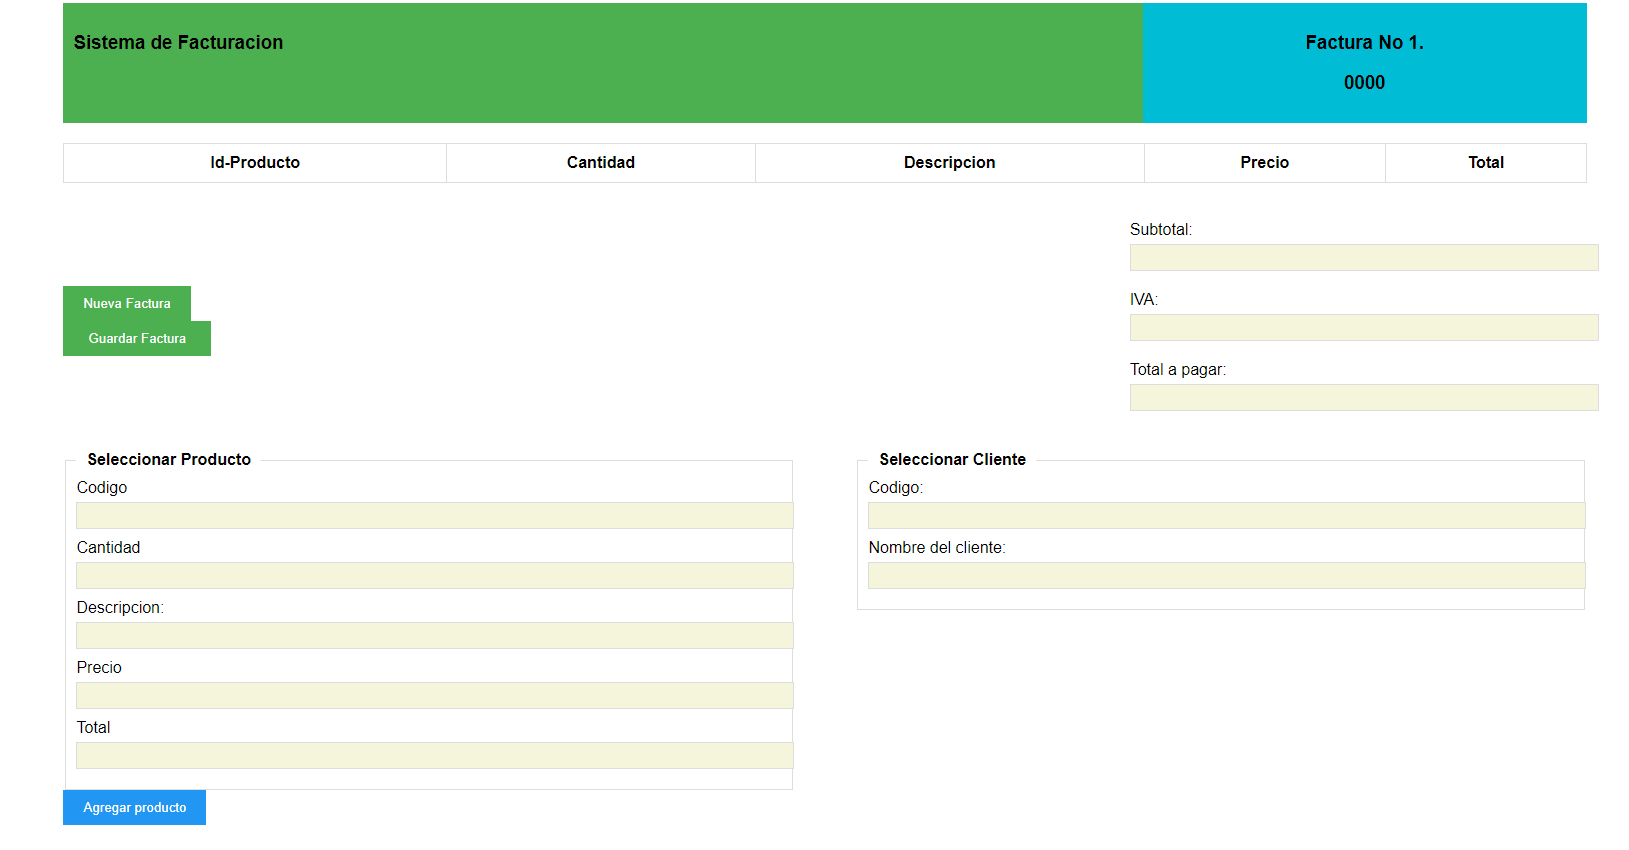 Sistema de Facturacion
Factura No 1.
0000
Id-Producto Cantidad Descripcion Precio Total
Subtotal:
Nueva Factura
IVA:
Guardar Factura
Total a pagar:
Seleccionar Producto
Codigo
Cantidad
Descripcion:
Precio
Total
Agregar producto
Seleccionar Cliente
Codigo:
Nombre del cliente: